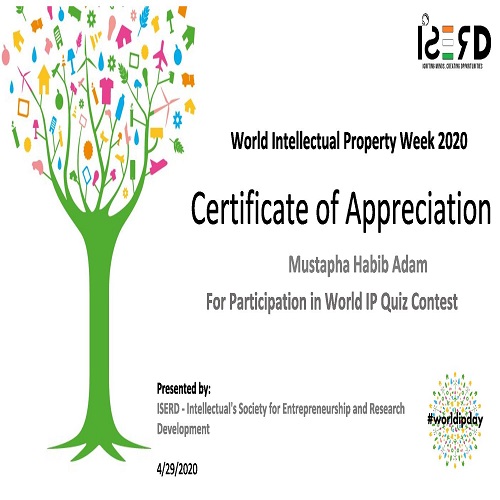 iSERD
IGNITING MINDS; CREATING OPPORTUNITIES
World Intellectual Property Week 2020
Certificate of Appreciation
Mustapha Habib Adam
For Participation in World IP Quiz Contest
Presented by:
ISERD - Intellectual's Society for Entrepreneurship and Research
Development
4/29/2020
#worldipday